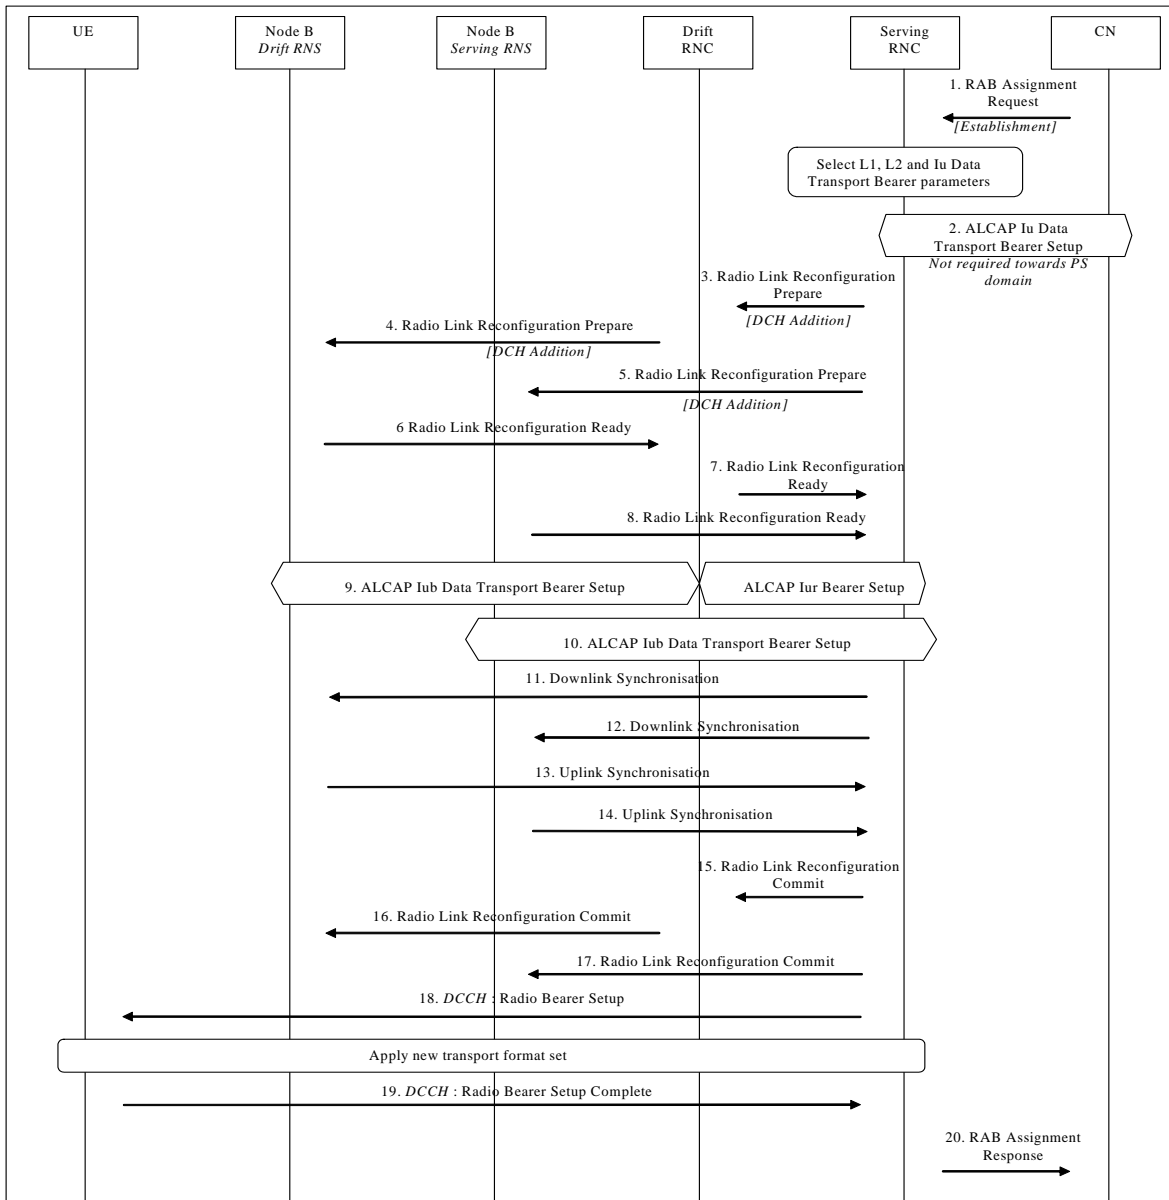 UE
Node B
Drift RNS
Node B
Serving RNS
Drift
RNC
Serving
RNC
CN
1. RAB Assignment
Request
[Establishment]
Select L1, L2 and Iu Data
Transport Bearer parameters
2. ALCAP Iu Data
Transport Bearer Setup
Not required towards PS
domain
3. Radio Link Reconfiguration
Prepare
[DCH Addition]
4. Radio Link Reconfiguration Prepare
[DCH Addition]
5. Radio Link Reconfiguration Prepare
[DCH Addition]
6 Radio Link Reconfiguration Ready
7. Radio Link Reconfiguration
Ready
8. Radio Link Reconfiguration Ready
9. ALCAP Iub Data Transport Bearer Setup
ALCAP Iur Bearer Setup
10. ALCAP Iub Data Transport Bearer Setup
11. Downlink Synchronisation
12. Downlink Synchronisation
13. Uplink Synchronisation
14. Uplink Synchronisation
15. Radio Link Reconfiguration
Commit
16. Radio Link Reconfiguration Commit
17. Radio Link Reconfiguration Commit
18. DCCH : Radio Bearer Setup
Apply new transport format set
19. DCCH : Radio Bearer Setup Complete
20. RAB Assignment
Response